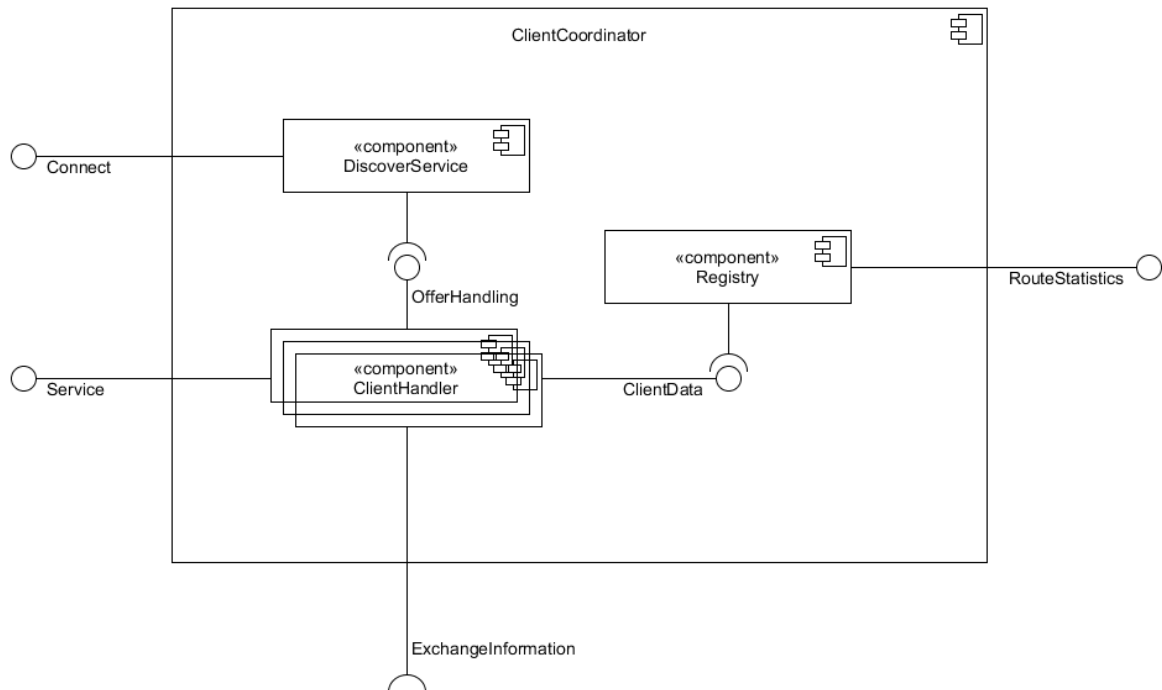 ClientCoordinator
«component»
DiscoverService
Connect
«component»
Registry
RouteStatistics
OfferHandling
«component»
ClientHandler
Service
ClientData
ExchangeInformation